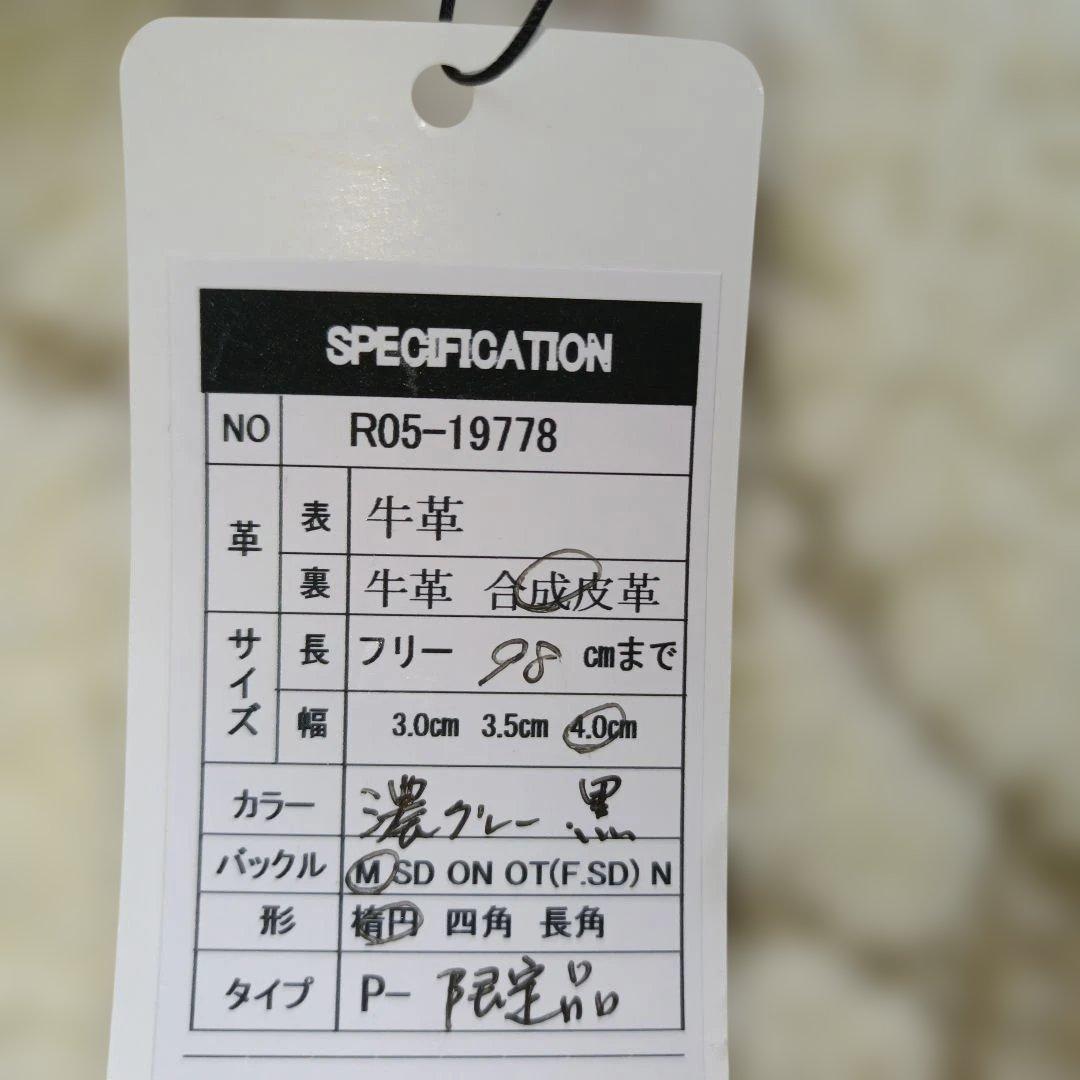 SPECIFICATION
NO R05-19778
革 表 牛革
裏 牛革 合成皮革
サイズ 長 フリー 98 cmまで
幅 3.0cm 3.5cm 4.0cm
カラー 濃グレー 黒
バックル M SD ON OT(F.SD) N
形 楕円 四角 長角
タイプ P- 限定品